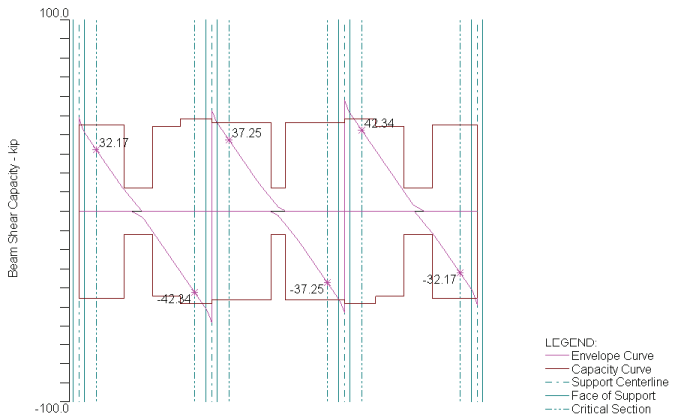 100.0
Beam Shear Capacity - kip
32.17
37.25
42.34
-42.34
-37.25
-32.17
-100.0
LEGEND:
Envelope Curve
Capacity Curve
Support Centerline
Face of Support
Critical Section